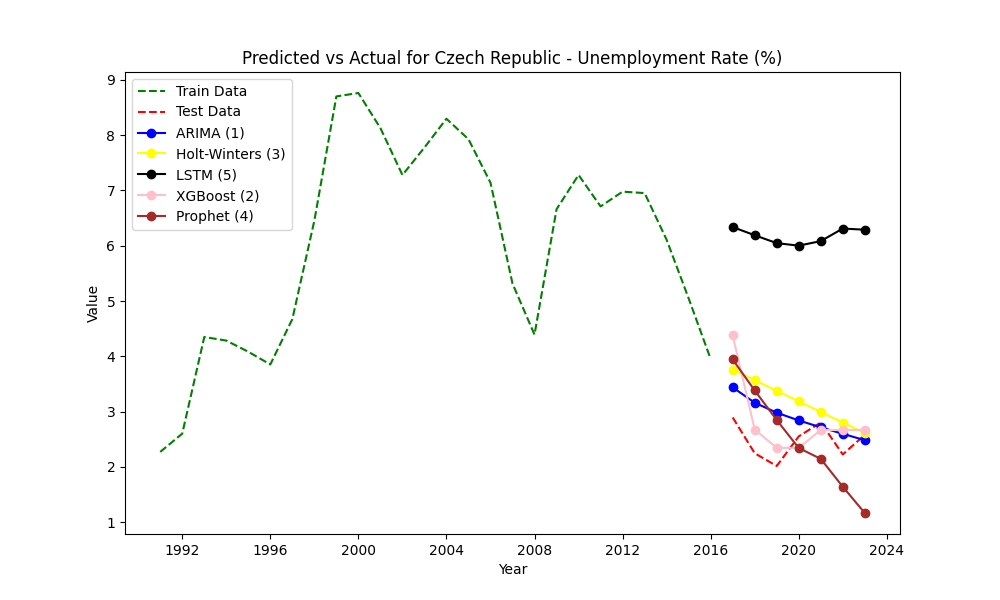 Predicted vs Actual for Czech Republic - Unemployment Rate (%)
Train Data
Test Data
ARIMA (1)
Holt-Winters (3)
LSTM (5)
XGBoost (2)
Prophet (4)
Value
9
8
7
6
5
4
3
2
1
1992 1996 2000 2004 2008 2012 2016 2020 2024
Year